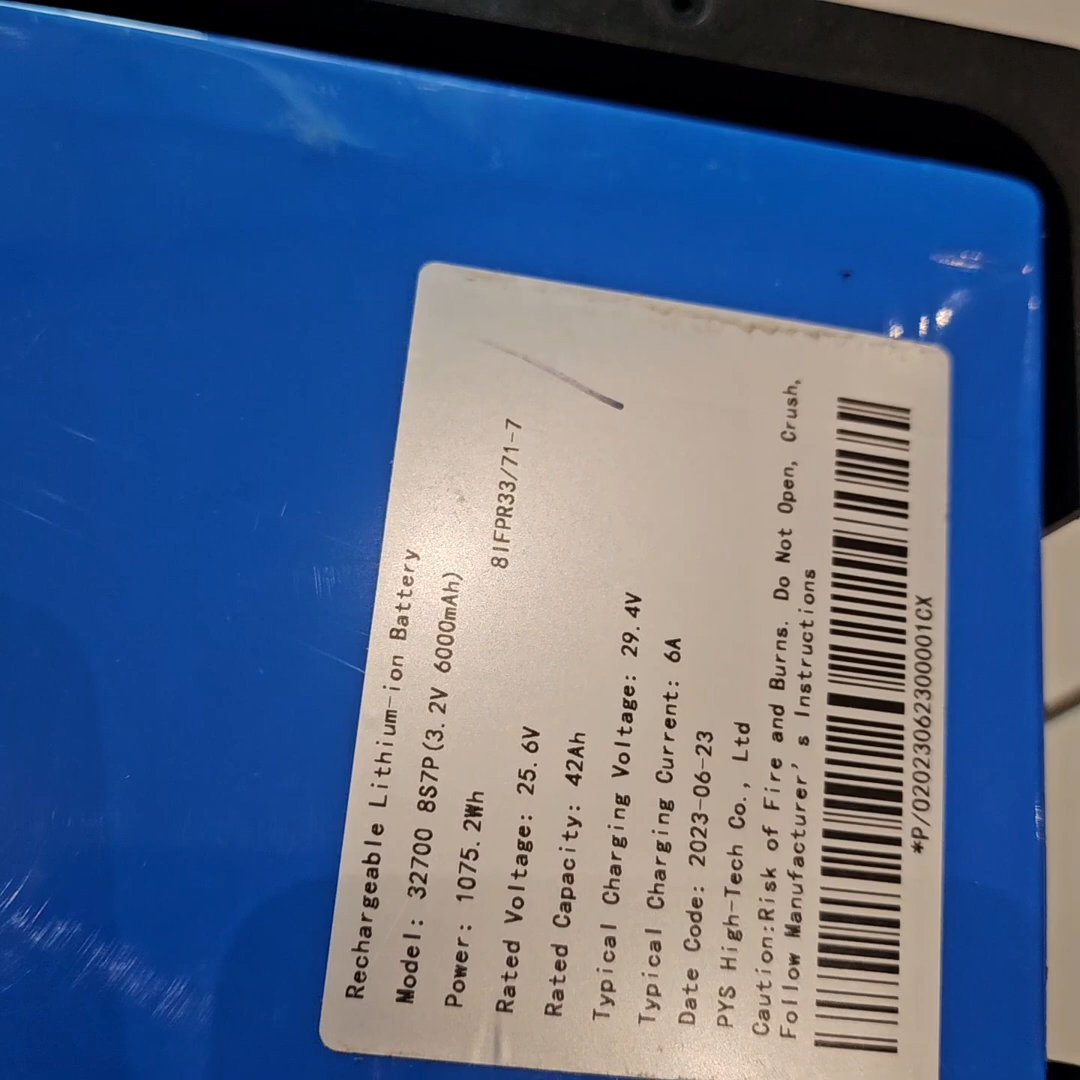 Rechargeable Lithium-ion Battery
Model: 32700 8S7P(3.2V 6000mAh)
Power: 1075.2Wh
8IFPR33/71-7
Rated Voltage: 25.6V
Rated Capacity: 42Ah
Typical Charging Voltage: 29.4V
Typical Charging Current: 6A
Date Code: 2023-06-23
PYS High-Tech Co., Ltd
Caution:Risk of Fire and Burns. Do Not Open, Crush,
Follow Manufacturer's Instructions
*P/0202306230001CX